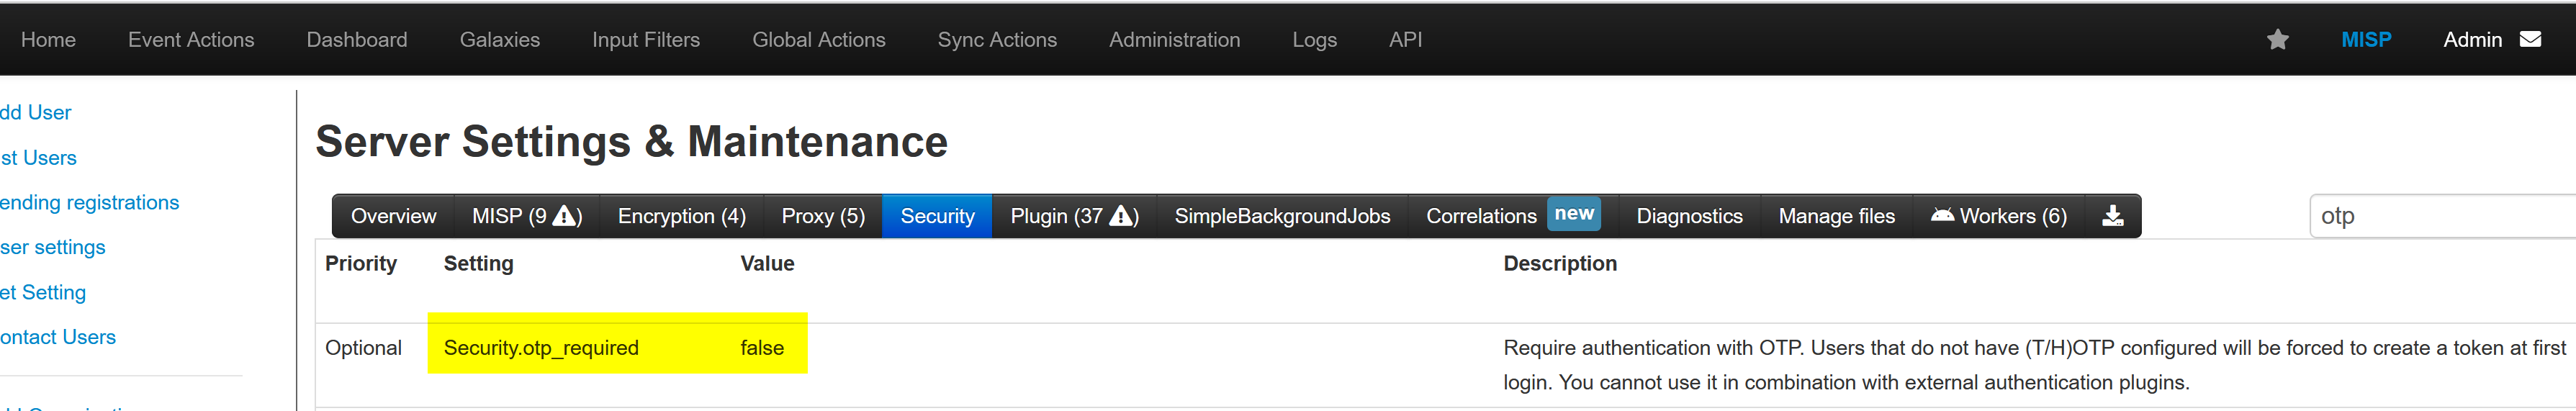 Home Event Actions Dashboard Galaxies Input Filters Global Actions Sync Actions Administration Logs API MISP Admin
dd User
st Users
ending registrations
ser settings
et Setting
ontact Users
Server Settings & Maintenance
Overview MISP (9 ) Encryption (4) Proxy (5) Security Plugin (37 ) SimpleBackgroundJobs Correlations new Diagnostics Manage files Workers (6)
otp
Priority Setting Value Description
Optional Security.otp_required false Require authentication with OTP. Users that do not have (T/H)OTP configured will be forced to create a token at first
login. You cannot use it in combination with external authentication plugins.